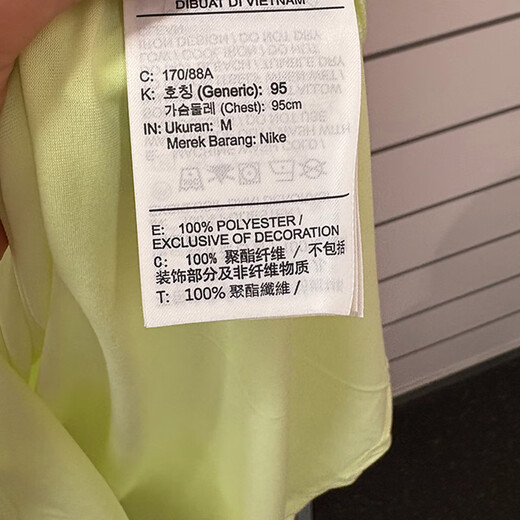 DIBUAT DI VIETNAM
C: 170/88A
K: 호칭 (Generic): 95
가슴둘레 (Chest): 95cm
IN: Ukuran: M
Merek Barang: Nike
E: 100% POLYESTER /
EXCLUSIVE OF DECORATION
C: 100% 聚酯纤维 / 不包括
装饰部分及非纤维物质
T: 100% 聚酯纖維 /